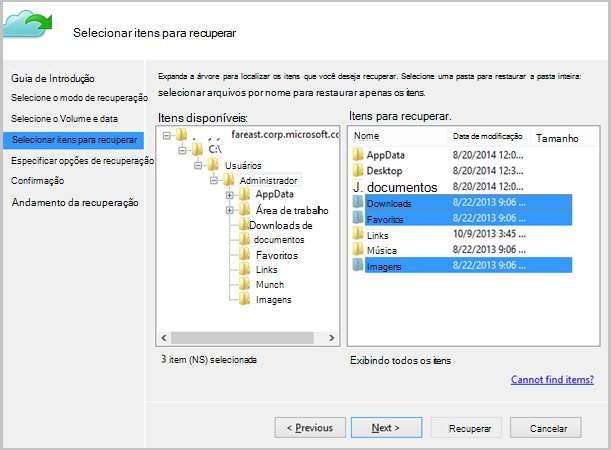 Selecionar itens para recuperar
Guia de Introdução
Selecione o modo de recuperação
Selecione o Volume e data
Selecionar itens para recuperar
Especificar opções de recuperação
Confirmação
Andamento da recuperação
Expanda a árvore para localizar os itens que você deseja recuperar. Selecione uma pasta para restaurar a pasta inteira:
selecionar arquivos por nome para restaurar apenas os itens.
Itens disponíveis:
fareast.corp.microsoft.cc
C:\
Usuários
Administrador
AppData
Área de trabalho
Downloads de
documentos
Favoritos
Links
Munch
Imagens
3 item (NS) selecionada
Itens para recuperar.
Nome Data de modificação Tamanho
AppData 8/20/2014 12:0...
Desktop 8/20/2014 12:3...
J. documentos 8/20/2014 12:0...
Downloads 8/22/2013 9:06 ...
Favoritos 8/22/2013 9:06 ...
Links 10/9/2013 3:45 ...
Música 8/22/2013 9:06 ...
Imagens 8/22/2013 9:06 ...
Exibindo todos os itens
Cannot find items?
< Previous
Next >
Recuperar
Cancelar